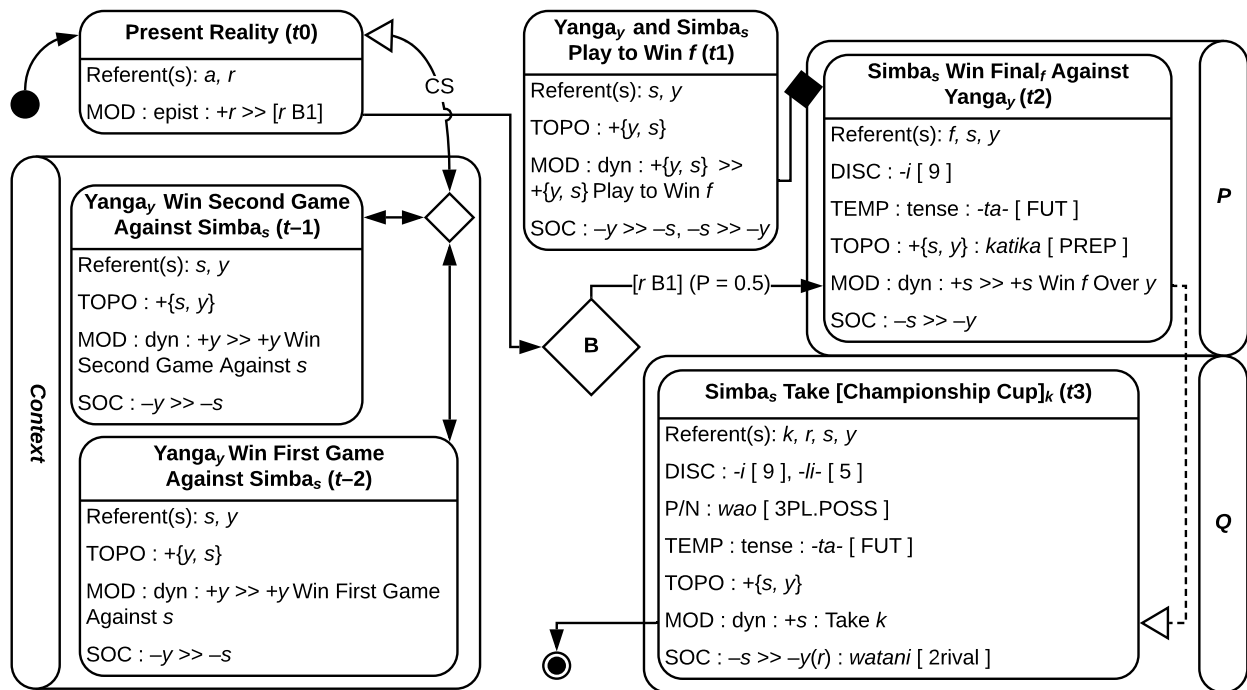 Present Reality (t0)
Referent(s): a, r
MOD : epist : +r >> [r B1]
CS
Context
Yangay Win Second Game
Against Simbas (t–1)
Referent(s): s, y
TOPO : +{s, y}
MOD : dyn : +y >> +y Win
Second Game Against s
SOC : –y >> –s
Yangay Win First Game
Against Simbas (t–2)
Referent(s): s, y
TOPO : +{y, s}
MOD : dyn : +y >> +y Win First Game
Against s
SOC : –y >> –s
Yangay and Simbas
Play to Win f (t1)
Referent(s): s, y
TOPO : +{y, s}
MOD : dyn : +{y, s} >>
+{y, s} Play to Win f
SOC : –y >> –s, –s >> –y
B
[r B1] (P = 0.5)
Simbas Win Finalf Against
Yangay (t2)
Referent(s): f, s, y
DISC : -i [ 9 ]
TEMP : tense : -ta- [ FUT ]
TOPO : +{s, y} : katika [ PREP ]
MOD : dyn : +s >> +s Win f Over y
SOC : –s >> –y
P
Simbas Take [Championship Cup]k (t3)
Referent(s): k, r, s, y
DISC : -i [ 9 ], -li- [ 5 ]
P/N : wao [ 3PL.POSS ]
TEMP : tense : -ta- [ FUT ]
TOPO : +{s, y}
MOD : dyn : +s : Take k
SOC : –s >> –y(r) : watani [ 2rival ]
Q